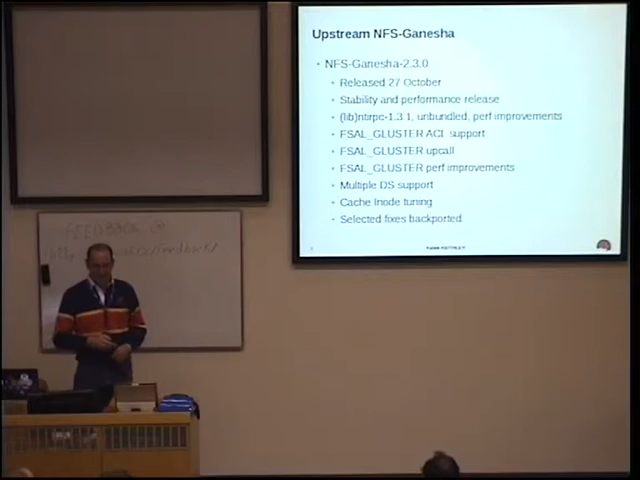 Upstream NFS-Ganesha
• NFS-Ganesha-2.3.0
• Released 27 October
• Stability and performance release
• (lib)ntirpc-1.3.1, unbundled, perf improvements
• FSAL_GLUSTER ACL support
• FSAL_GLUSTER upcall
• FSAL_GLUSTER perf improvements
• Multiple DS support
• Cache Inode tuning
• Selected fixes backported
FEEDBACK @
/feedback/